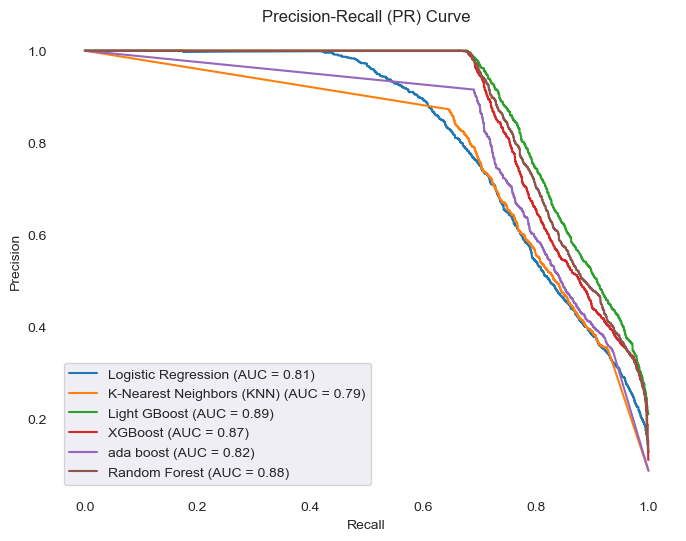 Precision-Recall (PR) Curve
1.0
0.8
0.6
0.4
0.2
Precision
Logistic Regression (AUC = 0.81)
K-Nearest Neighbors (KNN) (AUC = 0.79)
Light GBoost (AUC = 0.89)
XGBoost (AUC = 0.87)
ada boost (AUC = 0.82)
Random Forest (AUC = 0.88)
0.0 0.2 0.4 0.6 0.8 1.0
Recall